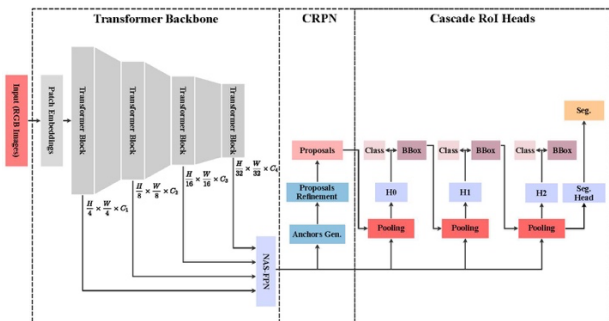 Transformer Backbone
CRPN
Cascade RoI Heads
Input (RGB Images)
Patch Embeddings
Transformer Block
Transformer Block
Transformer Block
Transformer Block
H/4 × W/4 × C₁
H/8 × W/8 × C₂
H/16 × W/16 × C₃
H/32 × W/32 × C₄
NAS-FPN
Proposals
Proposals
Refinement
Anchors Gen.
Class
BBox
H0
Pooling
Class
BBox
H1
Pooling
Class
BBox
H2
Pooling
Seg.
Seg.
Head